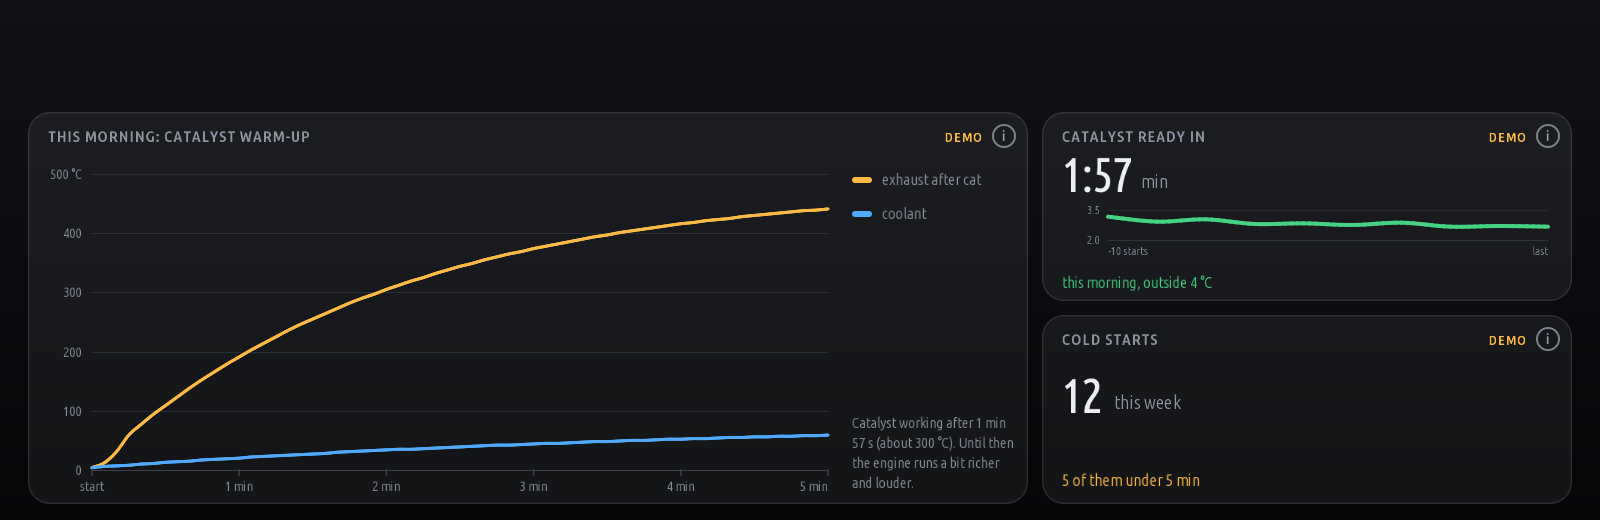 THIS MORNING: CATALYST WARM-UP
DEMO i
500 °C
400
300
200
100
0
start
1 min
2 min
3 min
4 min
5 min
exhaust after cat
coolant
Catalyst working after 1 min
57 s (about 300 °C). Until then
the engine runs a bit richer
and louder.
CATALYST READY IN
DEMO i
1:57 min
3.5
2.0
-10 starts
last
this morning, outside 4 °C
COLD STARTS
DEMO i
12 this week
5 of them under 5 min